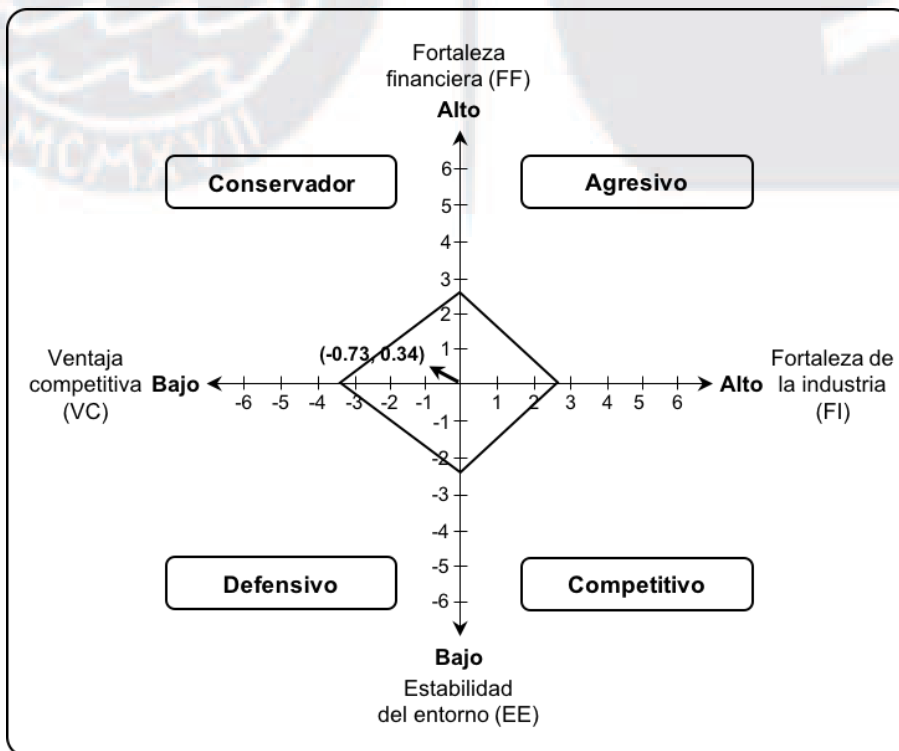 MCMXVII
Fortaleza
financiera (FF)
Alto
Conservador
Agresivo
6
5
4
3
2
1
(-0.73, 0.34)
Ventaja
competitiva
(VC)
Bajo
-6 -5 -4 -3 -2 -1 1 2 3 4 5 6
Alto
Fortaleza de
la industria
(FI)
-1
-2
-3
-4
-5
-6
Defensivo
Competitivo
Bajo
Estabilidad
del entorno (EE)